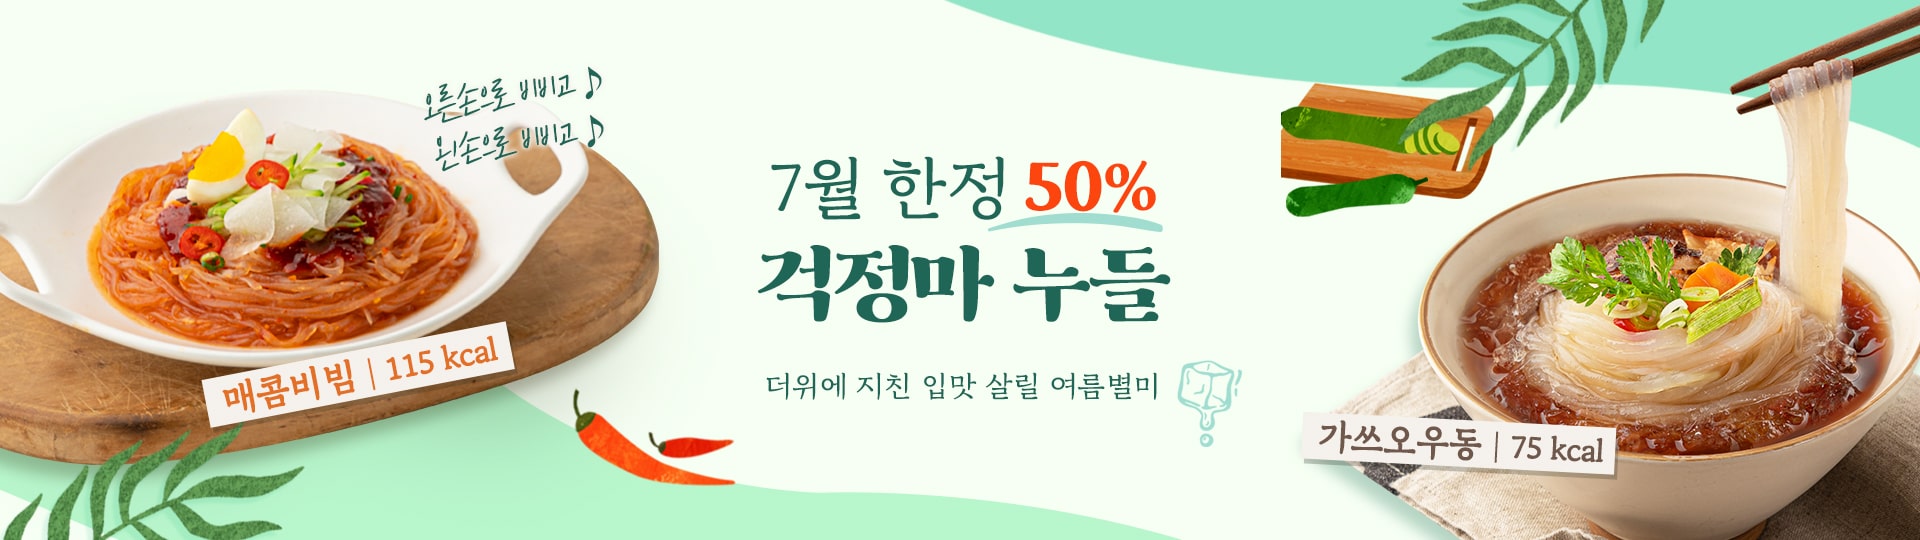 오른손으로 비비고♪
왼손으로 비비고♪
매콤비빔 | 115 kcal
7월 한정 50%
걱정마 누들
더위에 지친 입맛 살릴 여름별미
가쓰오우동 | 75 kcal